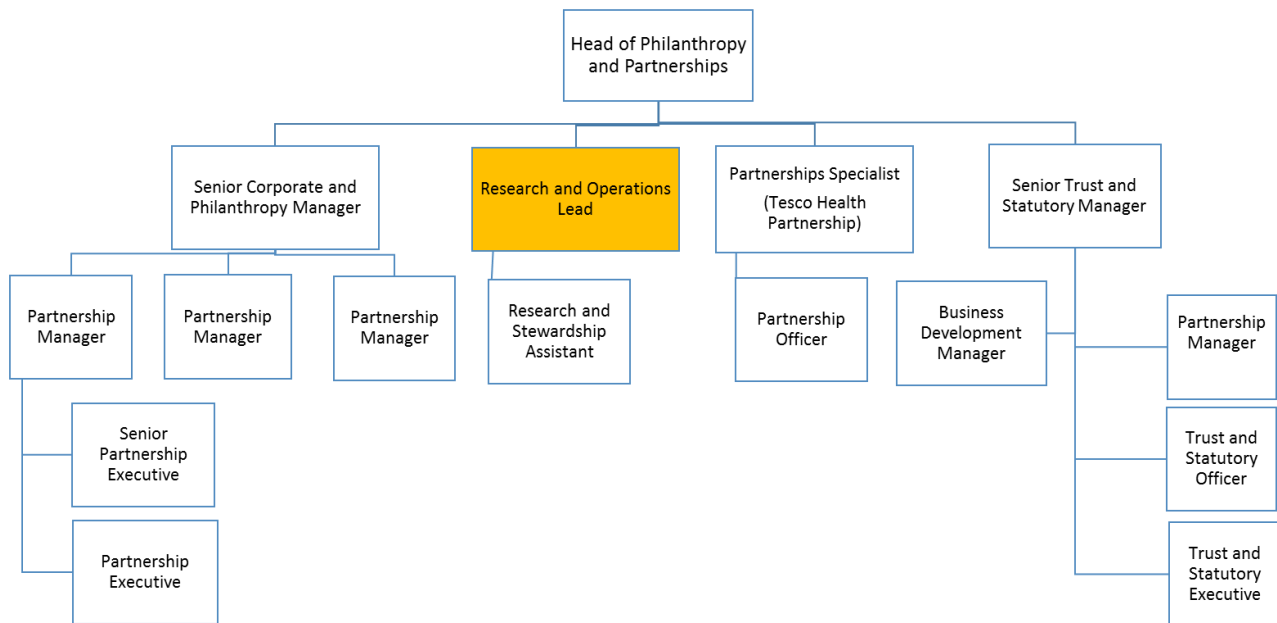 Head of Philanthropy
and Partnerships
Senior Corporate and
Philanthropy Manager
Research and Operations
Lead
Partnerships Specialist
(Tesco Health
Partnership)
Senior Trust and
Statutory Manager
Partnership
Manager
Partnership
Manager
Partnership
Manager
Research and
Stewardship
Assistant
Partnership
Officer
Business
Development
Manager
Partnership
Manager
Senior
Partnership
Executive
Trust and
Statutory
Officer
Partnership
Executive
Trust and
Statutory
Executive